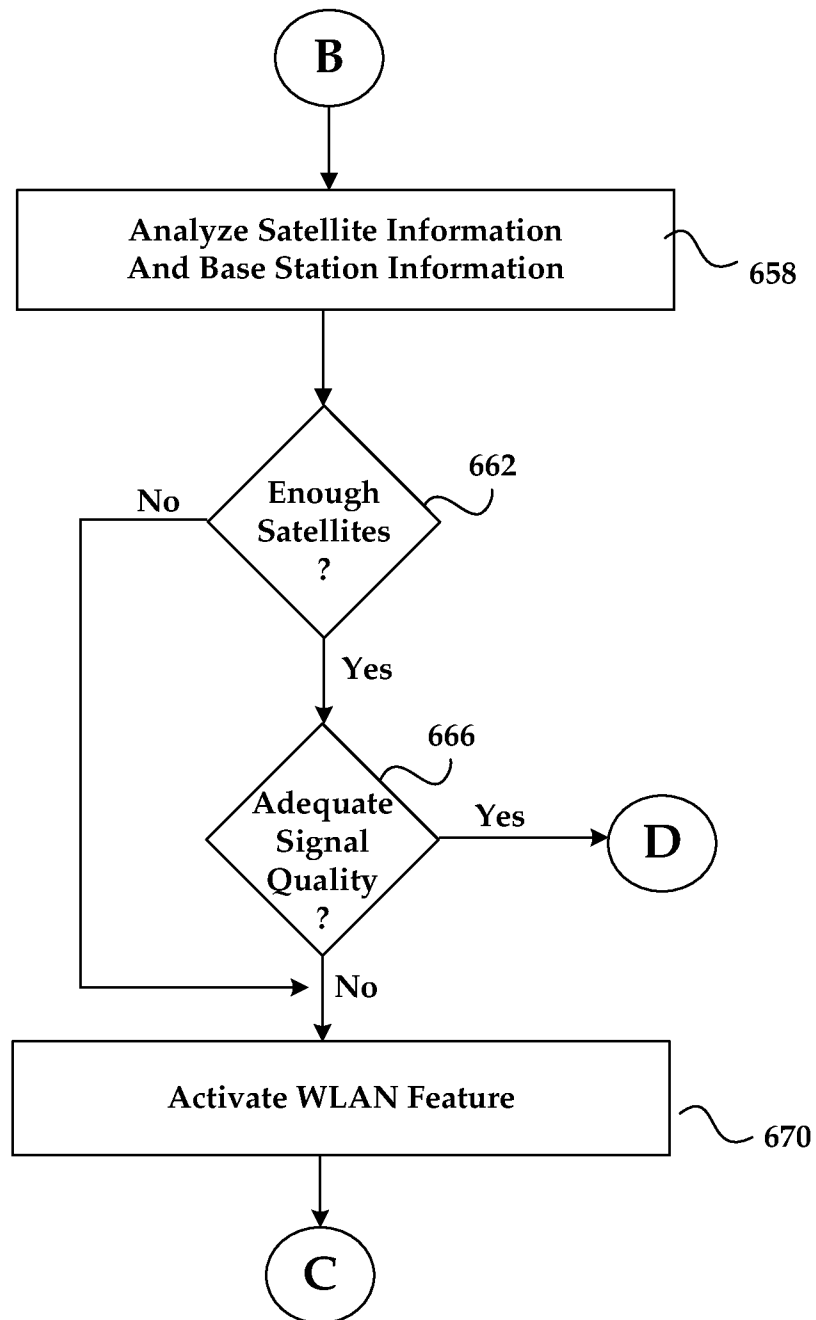 B
Analyze Satellite Information
And Base Station Information
658
662
No
Enough
Satellites
?
Yes
666
Adequate
Signal
Quality
?
Yes
D
No
Activate WLAN Feature
670
C